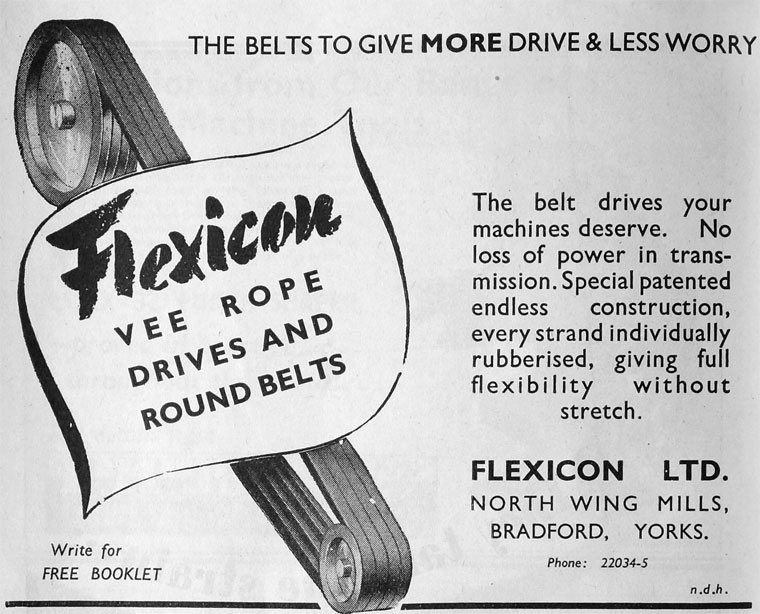 THE BELTS TO GIVE MORE DRIVE & LESS WORRY
Flexicon
VEE ROPE
DRIVES AND
ROUND BELTS
The belt drives your
machines deserve. No
loss of power in trans-
mission. Special patented
endless construction,
every strand individually
rubberised, giving full
flexibility without
stretch.
FLEXICON LTD.
NORTH WING MILLS,
BRADFORD, YORKS.
Phone: 22034-5
Write for
FREE BOOKLET
n.d.h.